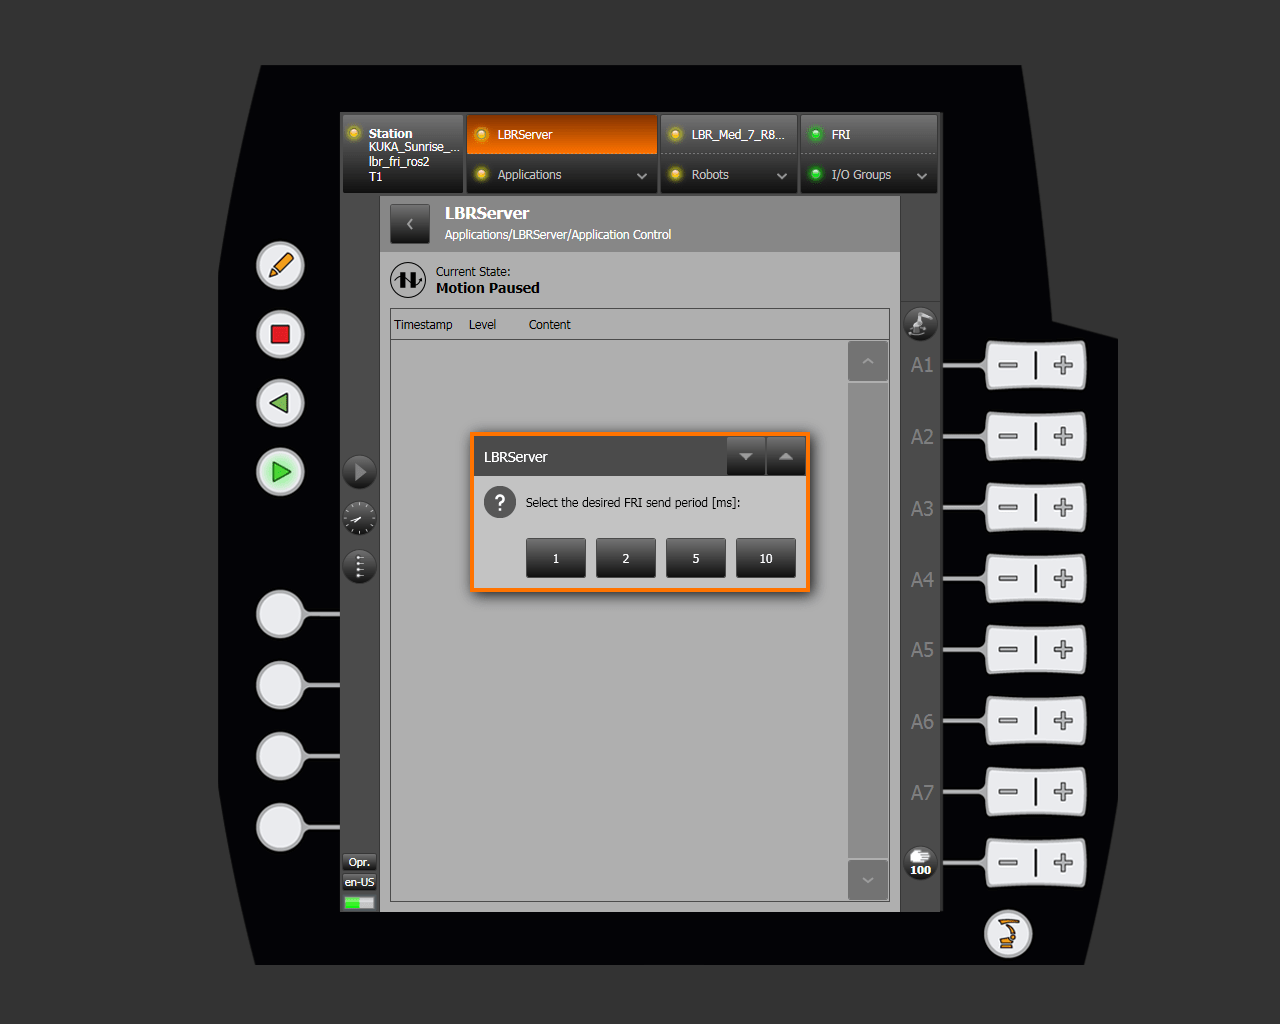 Station
KUKA_Sunrise_...
lbr_fri_ros2
T1
LBRServer
Applications
LBR_Med_7_R8...
Robots
FRI
I/O Groups
LBRServer
Applications/LBRServer/Application Control
Current State:
Motion Paused
Timestamp Level Content
LBRServer
?
Select the desired FRI send period [ms]:
1 2 5 10
A1
A2
A3
A4
A5
A6
A7
100
Opr.
en-US